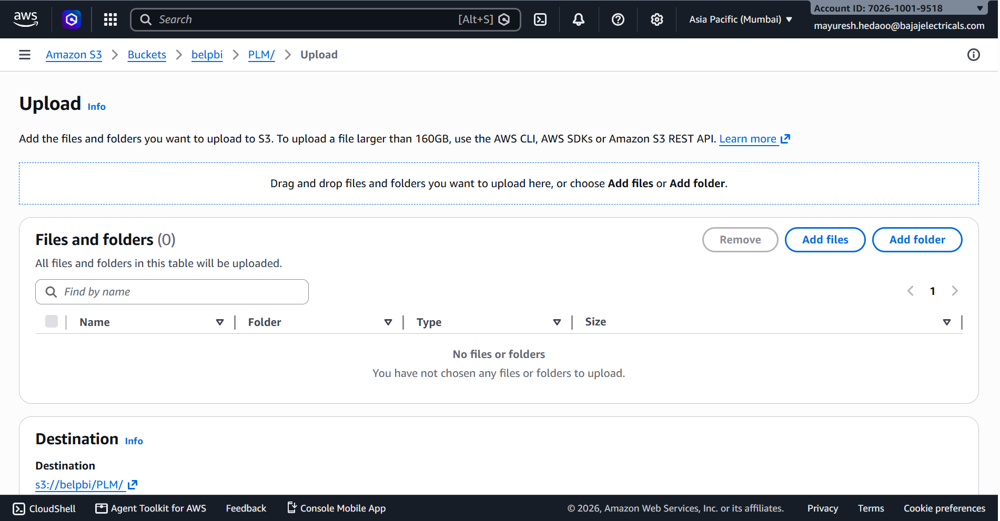 aws
Search [Alt+S]
Asia Pacific (Mumbai)
Account ID: 7026-1001-9518
mayuresh.hedaoo@bajajelectricals.com
Amazon S3 Buckets belpbi PLM/ Upload
Upload Info
Add the files and folders you want to upload to S3. To upload a file larger than 160GB, use the AWS CLI, AWS SDKs or Amazon S3 REST API. Learn more
Drag and drop files and folders you want to upload here, or choose Add files or Add folder.
Files and folders (0)
Remove Add files Add folder
All files and folders in this table will be uploaded.
Find by name
1
Name Folder Type Size
No files or folders
You have not chosen any files or folders to upload.
Destination Info
Destination
s3://belpbi/PLM/
CloudShell Agent Toolkit for AWS Feedback Console Mobile App © 2026, Amazon Web Services, Inc. or its affiliates. Privacy Terms Cookie preferences